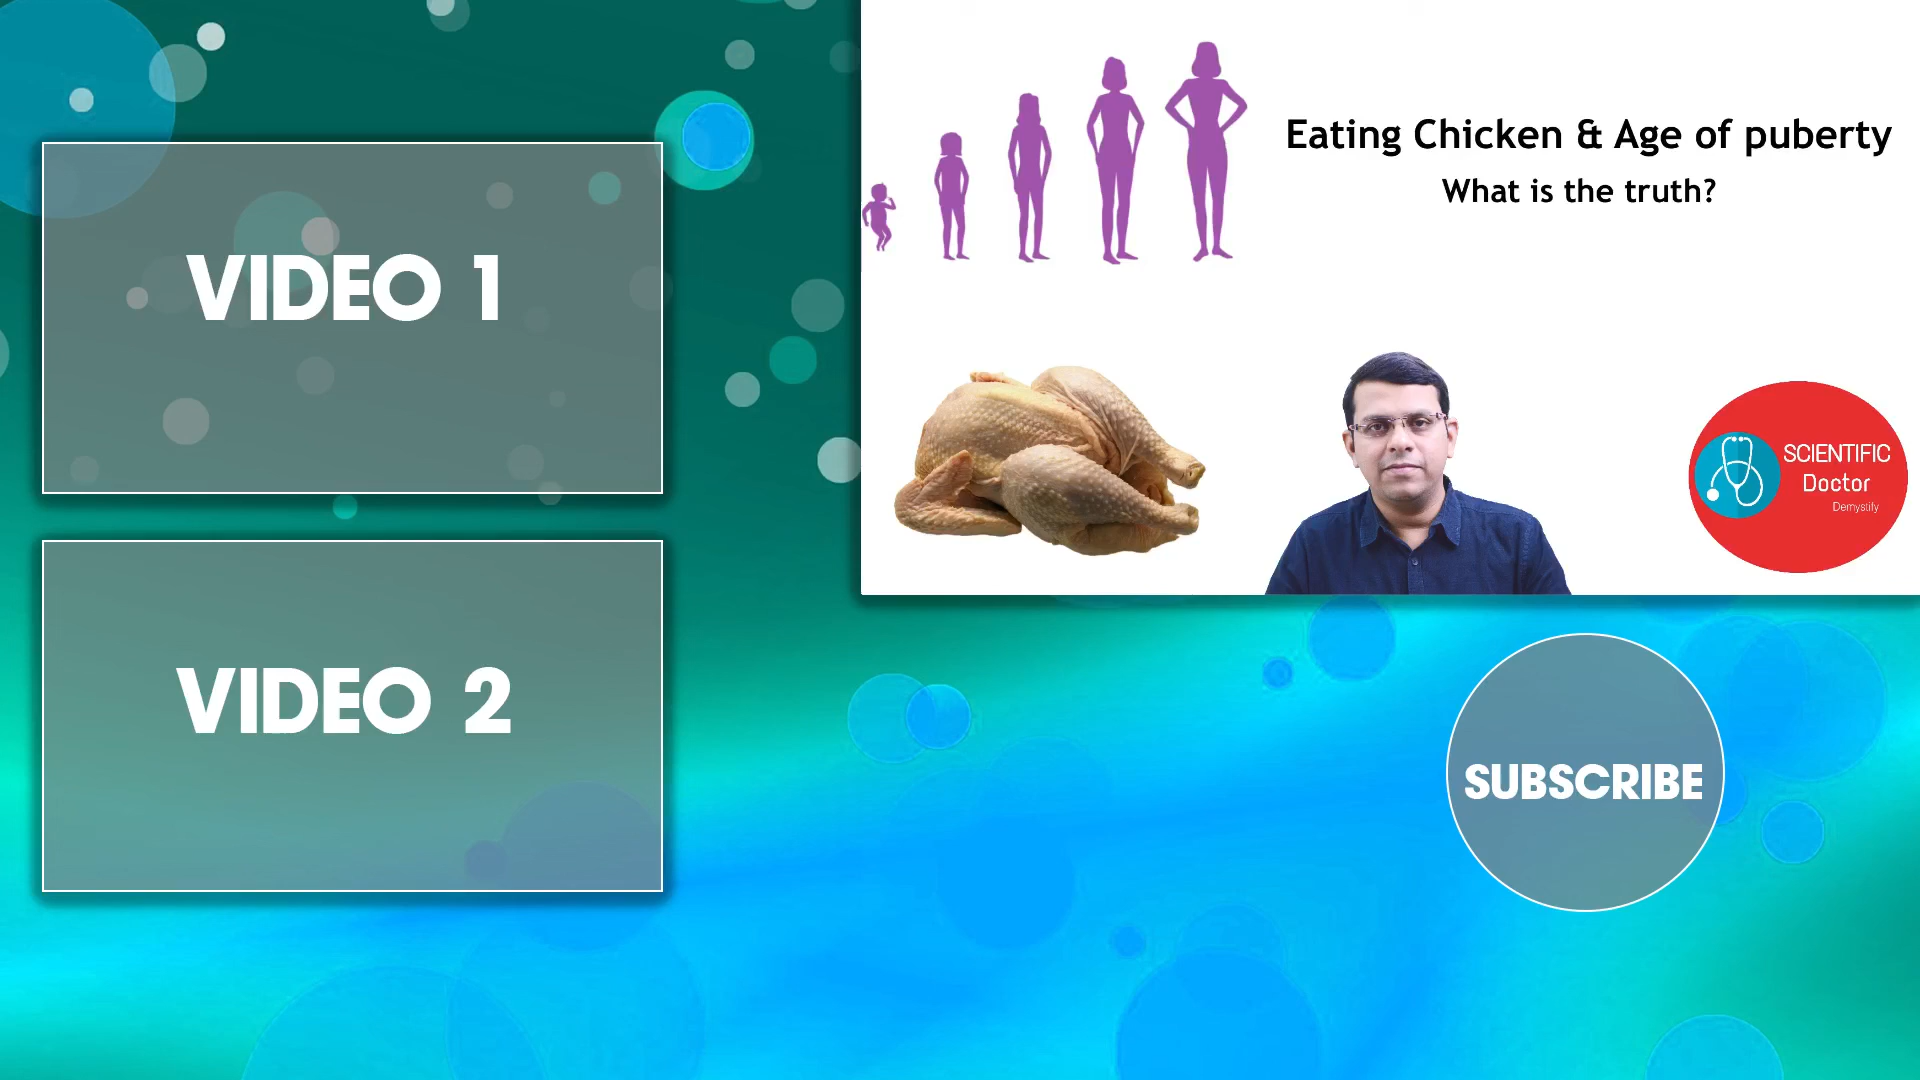 VIDEO 1
VIDEO 2
Eating Chicken & Age of puberty
What is the truth?
SCIENTIFIC
Doctor
Demystify
SUBSCRIBE